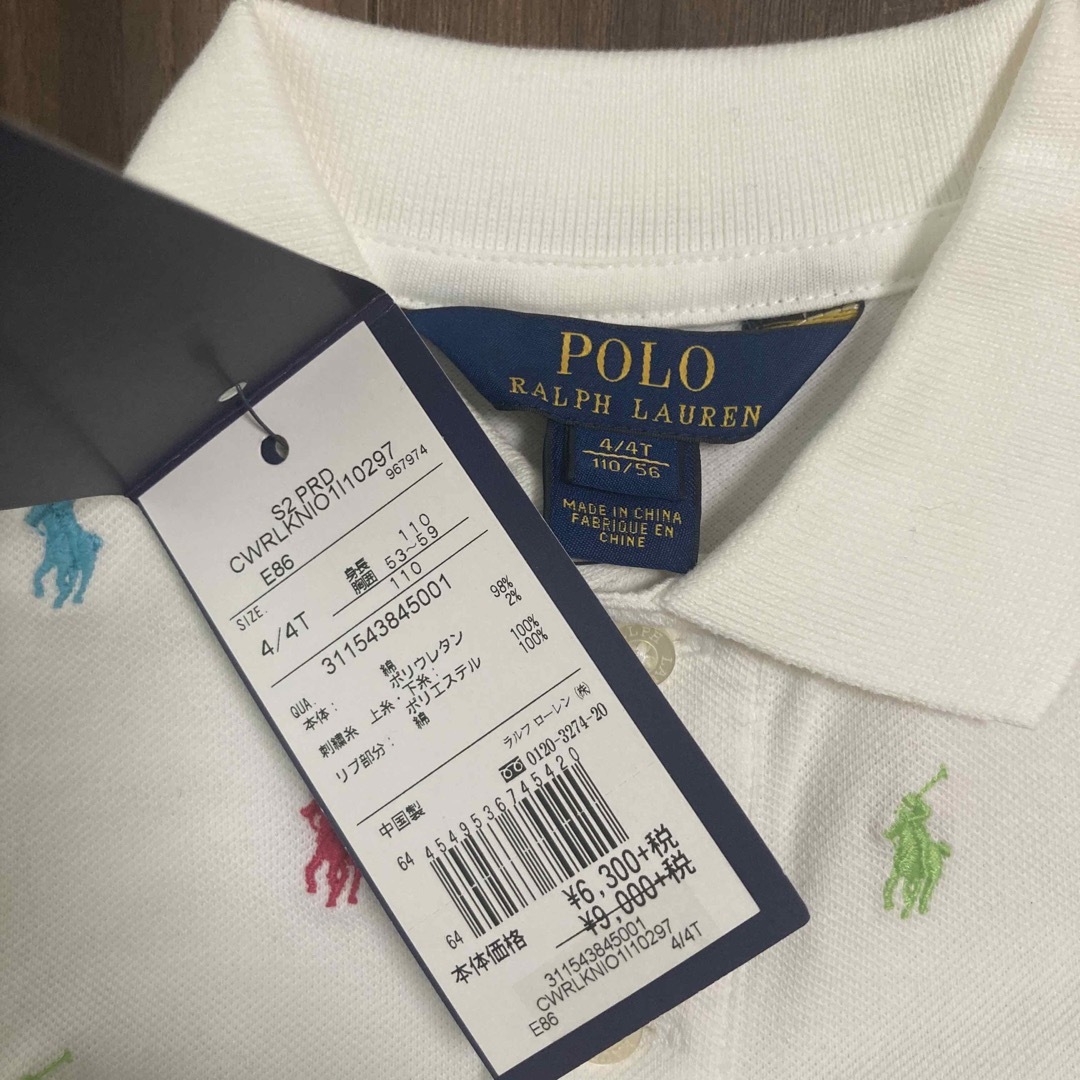 POLO
RALPH LAUREN
4/4T
110/56
MADE IN CHINA
FABRIQUE EN
CHINE
S2 PRD
CWRLKNIO1I10297
E86
967974
SIZE.
4/4T
身長 110
胸囲 53~59
110
311543845001
QUA.
本体: 綿 98%
ポリウレタン 2%
刺繍糸 上糸・下糸:
ポリエステル 100%
リブ部分: 綿 100%
ラルフ ローレン (株)
0120-3274-20
中国製
64 4549536745420
64
本体価格
¥6,300+税
¥9,000+税
311543845001
CWRLKNIO1I10297
E86 4/4T